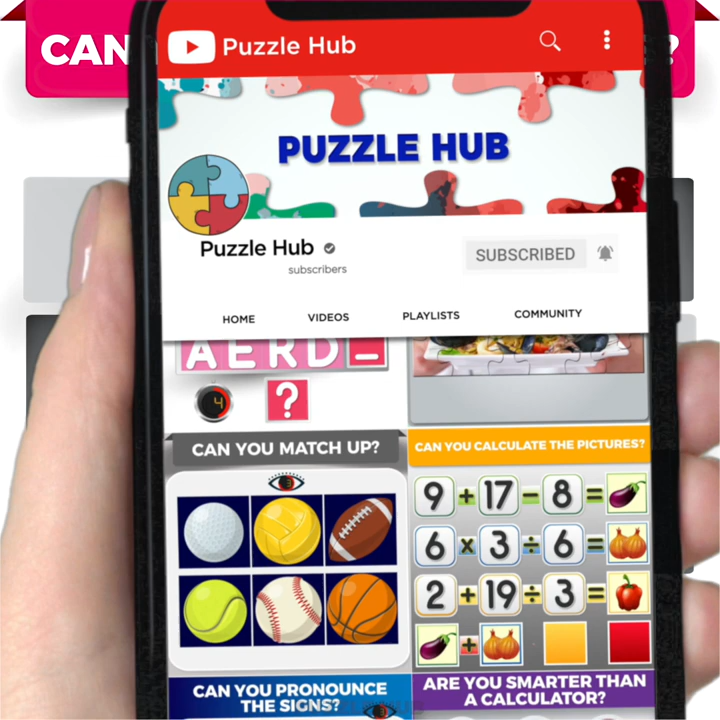 CAN ?
Puzzle Hub
PUZZLE HUB
Puzzle Hub
subscribers
SUBSCRIBED
HOME VIDEOS PLAYLISTS COMMUNITY
AERD_
4 ?
CAN YOU MATCH UP?
CAN YOU CALCULATE THE PICTURES?
9 + 17 - 8 =
6 x 3 ÷ 6 =
2 + 19 ÷ 3 =
+
CAN YOU PRONOUNCE
THE SIGNS?
ARE YOU SMARTER THAN
A CALCULATOR?